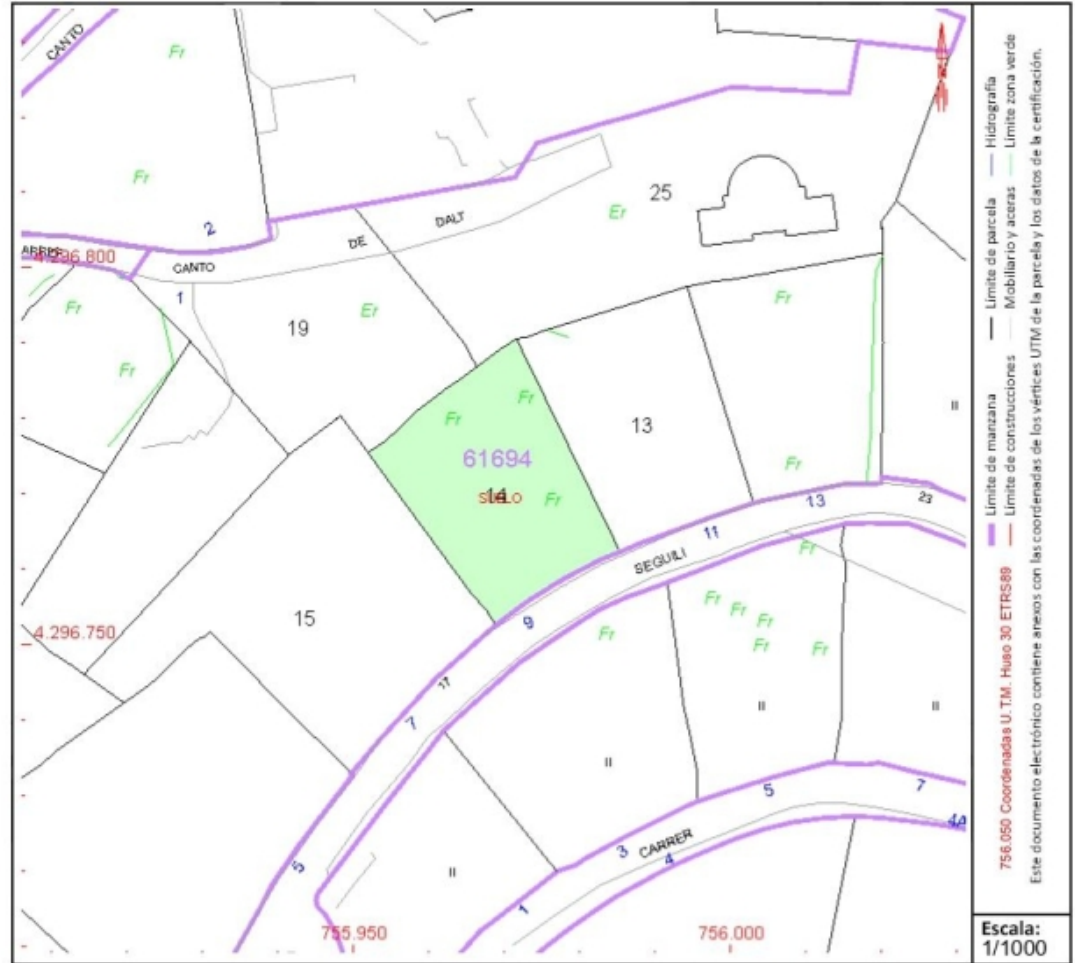 CANTO
Fr
Fr
2
ABRER
4.296.800
CANTO
DE
DALT
25
Er
1
19
Er
Fr
Fr
Fr
Fr
Fr
13
61694
14
SUELO
Fr
Fr
II
15
9
SEGUILI
11
13
23
Fr
Fr
Fr
Fr
Fr
Fr
Fr
4.296.750
17
7
II
II
II
5
II
3
CARRER
4
5
7
4A
1
755.950
756.000
Límite de manzana
Límite de parcela
Hidrografía
Límite de construcciones
Mobiliario y aceras
Límite zona verde
756.050 Coordenadas U.T.M. Huso 30 ETRS89
Este documento electrónico contiene anexos con las coordenadas de los vértices UTM de la parcela y los datos de la certificación.
Escala:
1/1000